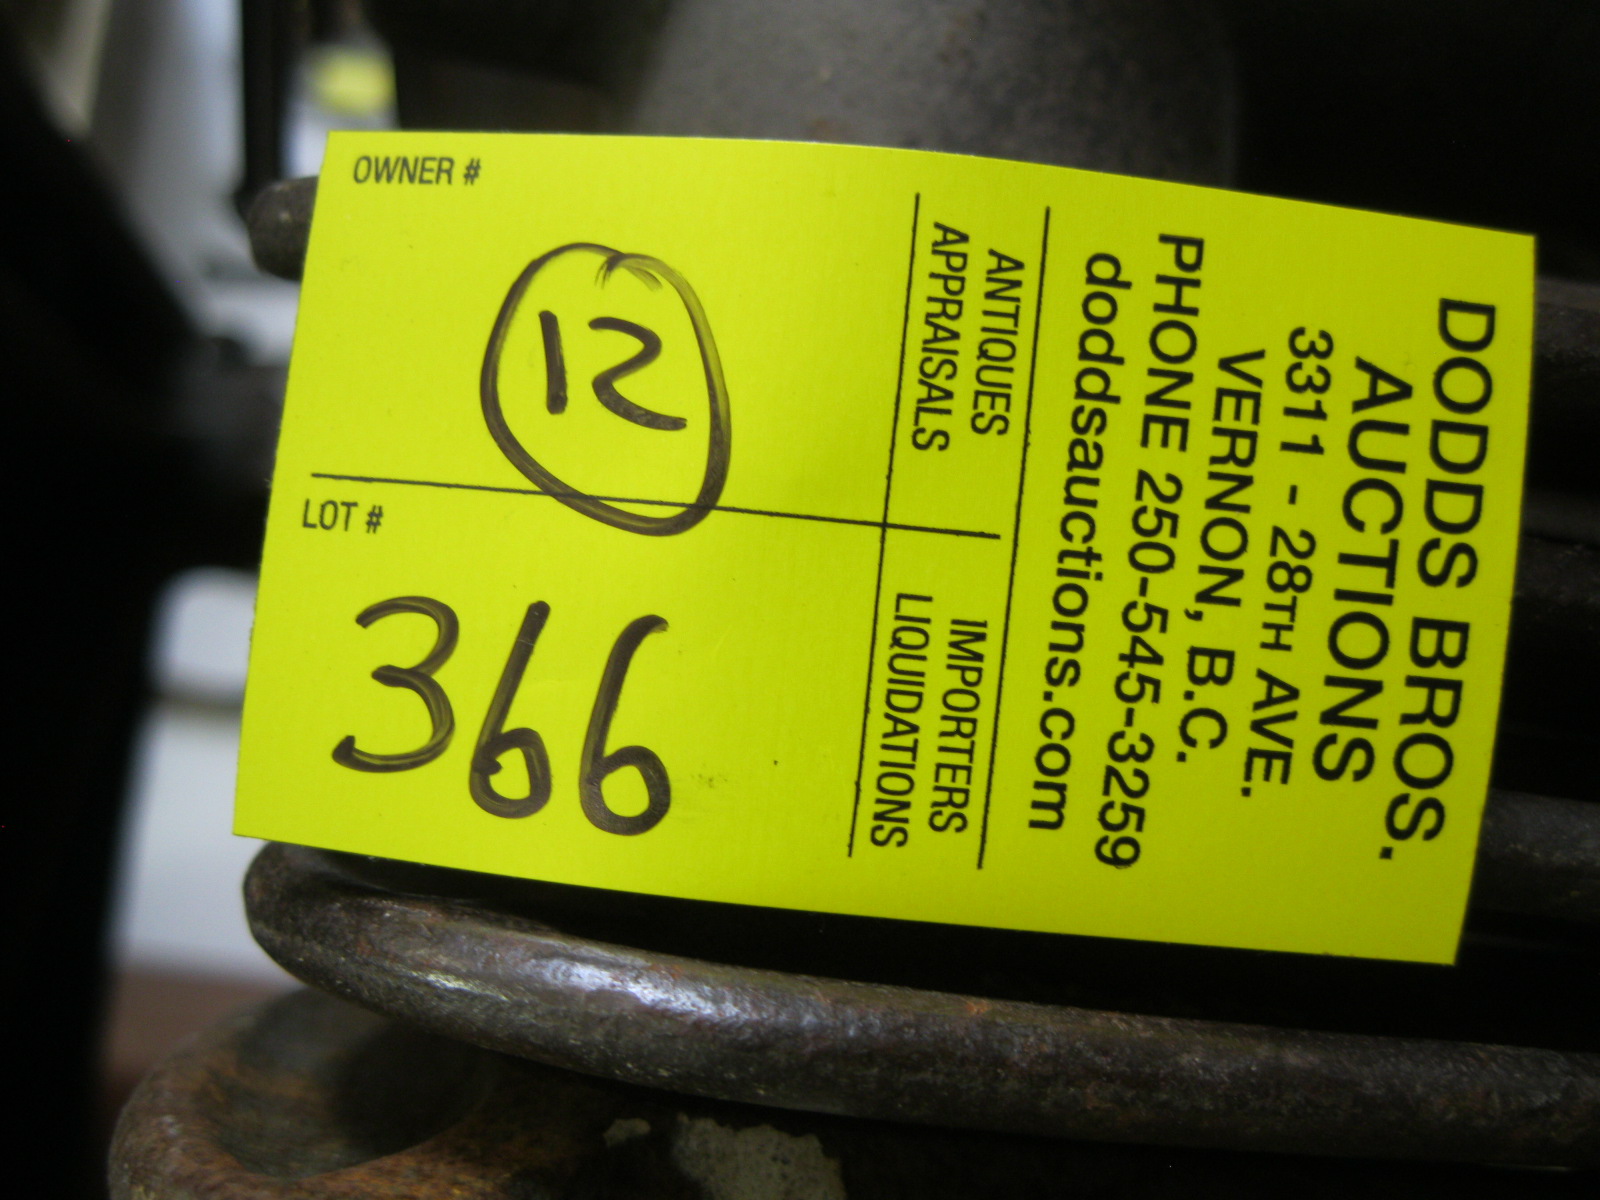 DODDS BROS.
AUCTIONS
3311 - 28TH AVE.
VERNON, B.C.
PHONE 250-545-3259
doddsauctions.com
ANTIQUES
APPRAISALS
IMPORTERS
LIQUIDATIONS
OWNER #
12
LOT #
366